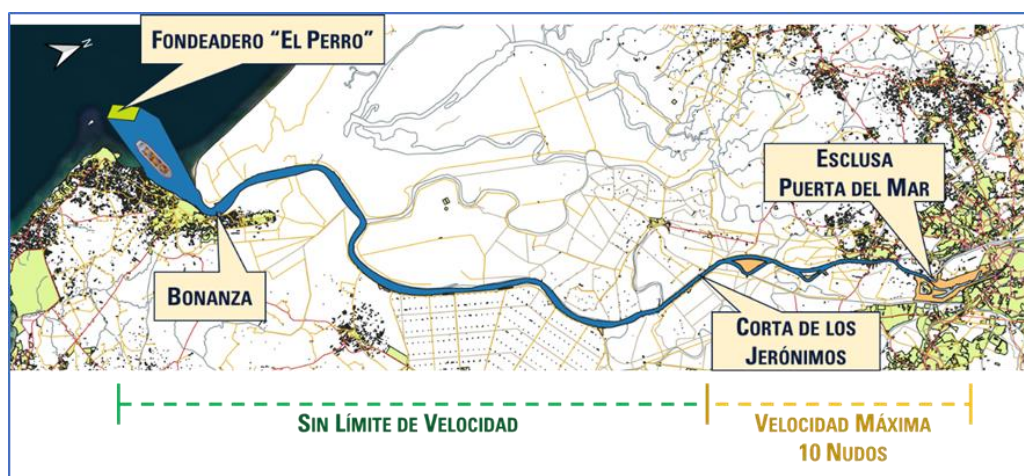 N
FONDEADERO “EL PERRO”
ESCLUSA
PUERTA DEL MAR
BONANZA
CORTA DE LOS
JERÓNIMOS
SIN LÍMITE DE VELOCIDAD
VELOCIDAD MÁXIMA
10 NUDOS